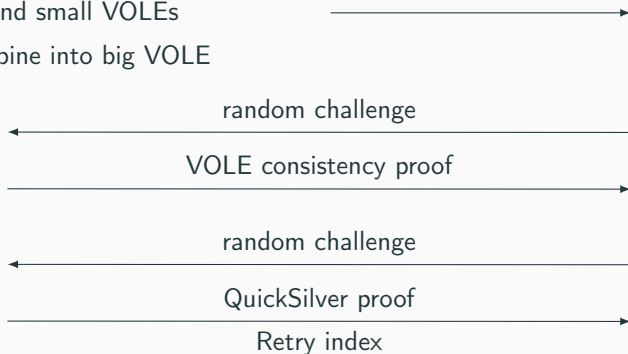 nd small VOLEs
bine into big VOLE
random challenge
VOLE consistency proof
random challenge
QuickSilver proof
Retry index